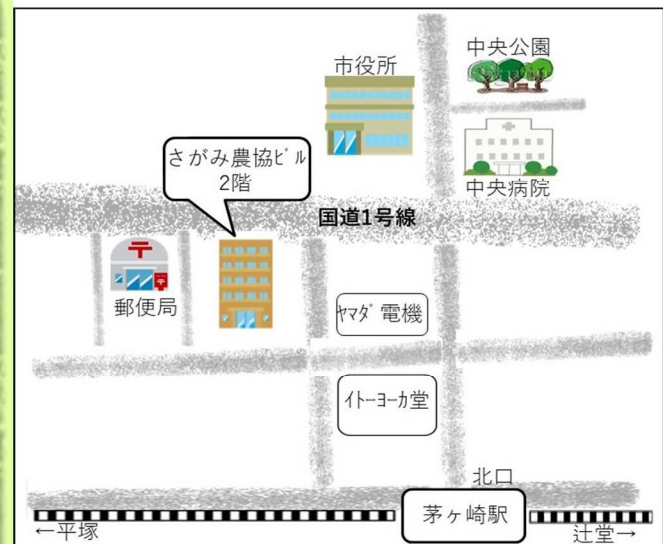 中央公園
市役所
さがみ農協ﾋﾞﾙ
2階
中央病院
国道1号線
〒
郵便局
ﾔﾏﾀﾞ電機
ｲﾄｰﾖｰｶ堂
北口
茅ヶ崎駅
←平塚
辻堂→